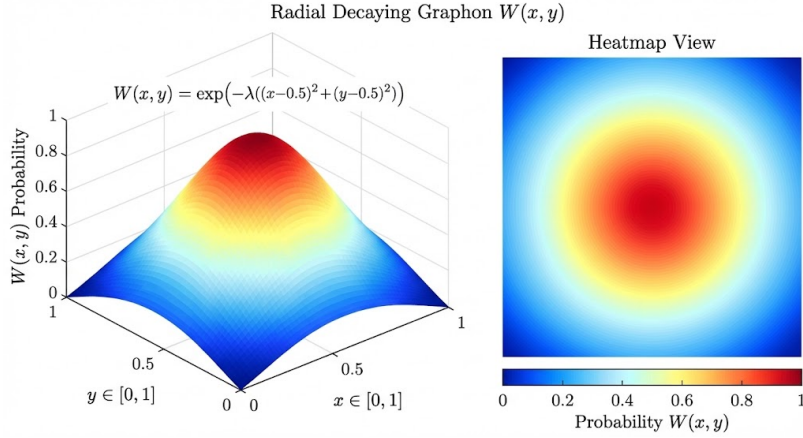 Radial Decaying Graphon W(x, y)
W(x, y) = exp(−λ((x−0.5)²+(y−0.5)²))
W(x, y) Probability
1
0.8
0.6
0.4
0.2
0
1
0.5
0
y ∈ [0, 1]
0
0.5
1
x ∈ [0, 1]
Heatmap View
0 0.2 0.4 0.6 0.8 1
Probability W(x, y)